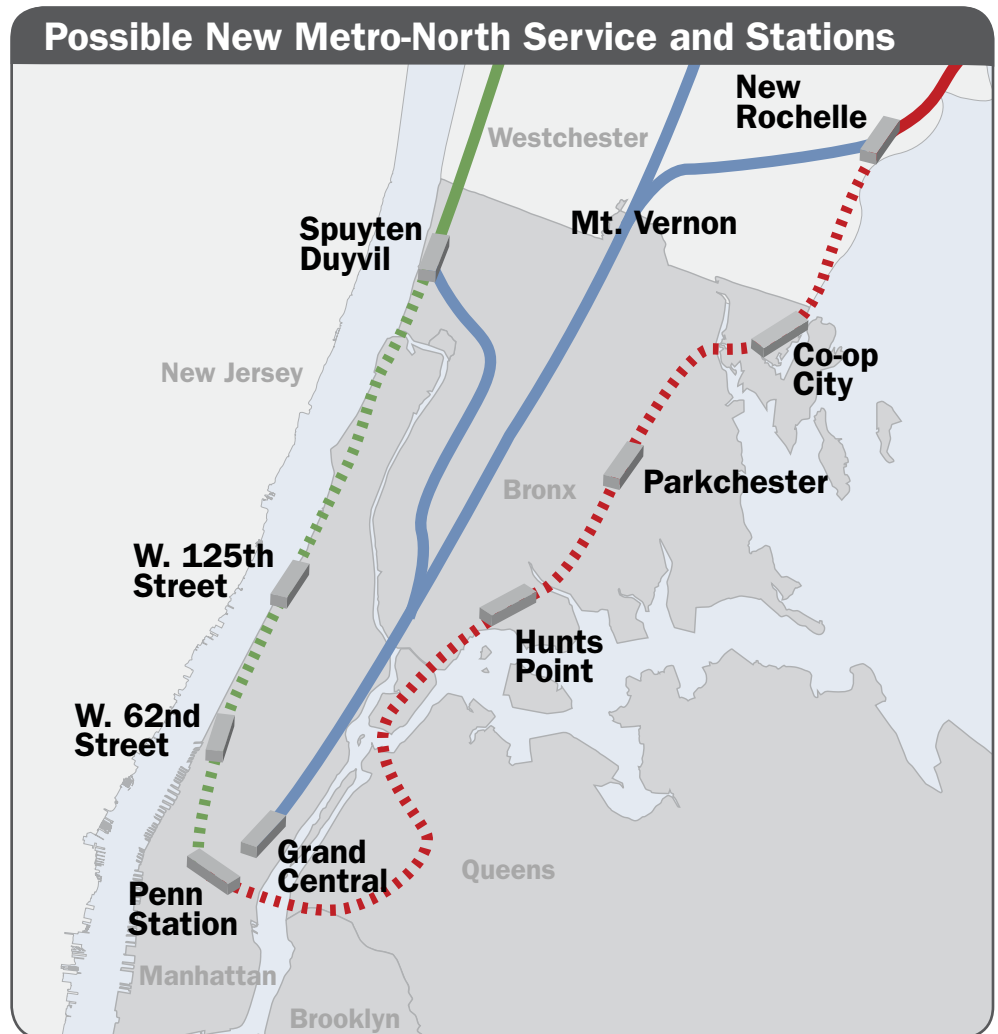 Possible New Metro-North Service and Stations
New
Rochelle
Westchester
Spuyten
Duyvil
Mt. Vernon
New Jersey
Co-op
City
Bronx
Parkchester
W. 125th
Street
Hunts
Point
W. 62nd
Street
Grand
Central
Queens
Penn
Station
Manhattan
Brooklyn